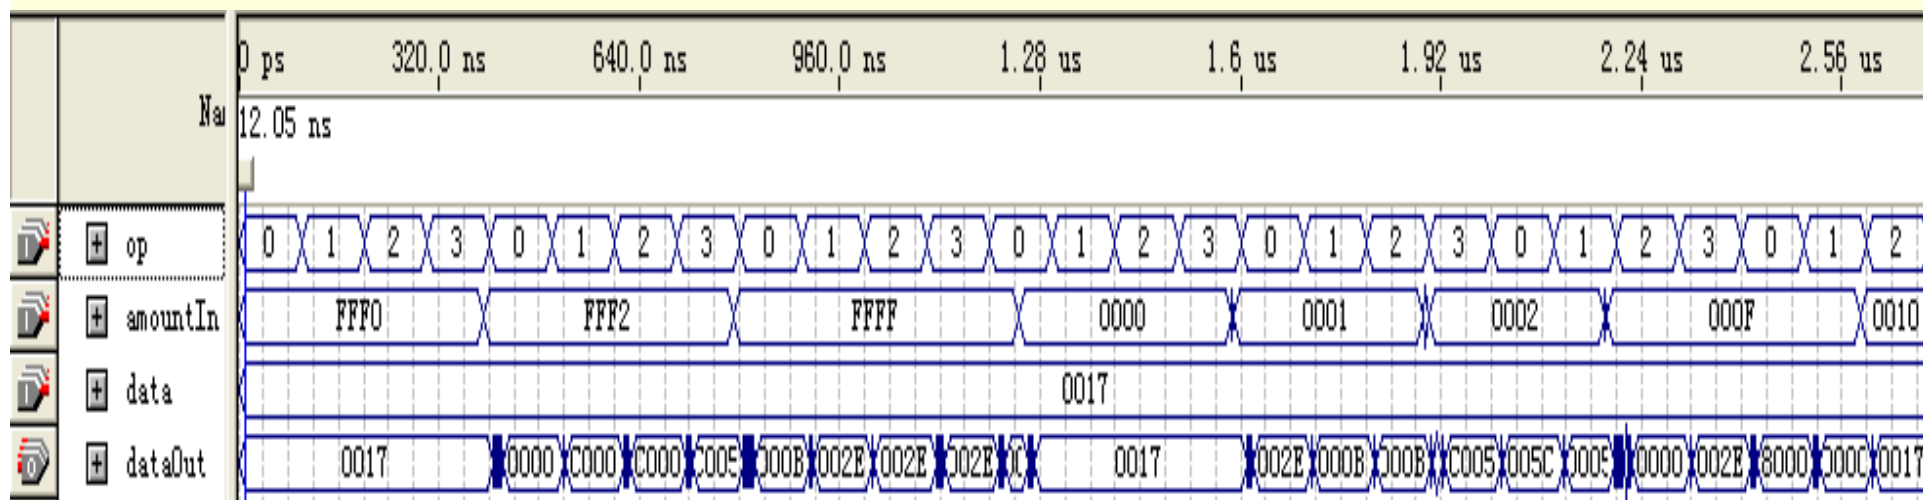 0 ps 320.0 ns 640.0 ns 960.0 ns 1.28 us 1.6 us 1.92 us 2.24 us 2.56 us
12.05 ns
op 0 1 2 3 0 1 2 3 0 1 2 3 0 1 2 3 0 1 2 3 0 1 2 3 0 1 2
amountIn FFF0 FFF2 FFFF 0000 0001 0002 000F 0010
data 0017
dataOut 0017 0000 C000 C000 C005 000B 002E 002E 002E 0017 002E 000B 000B C005 005C 0005 0000 002E 8000 0017